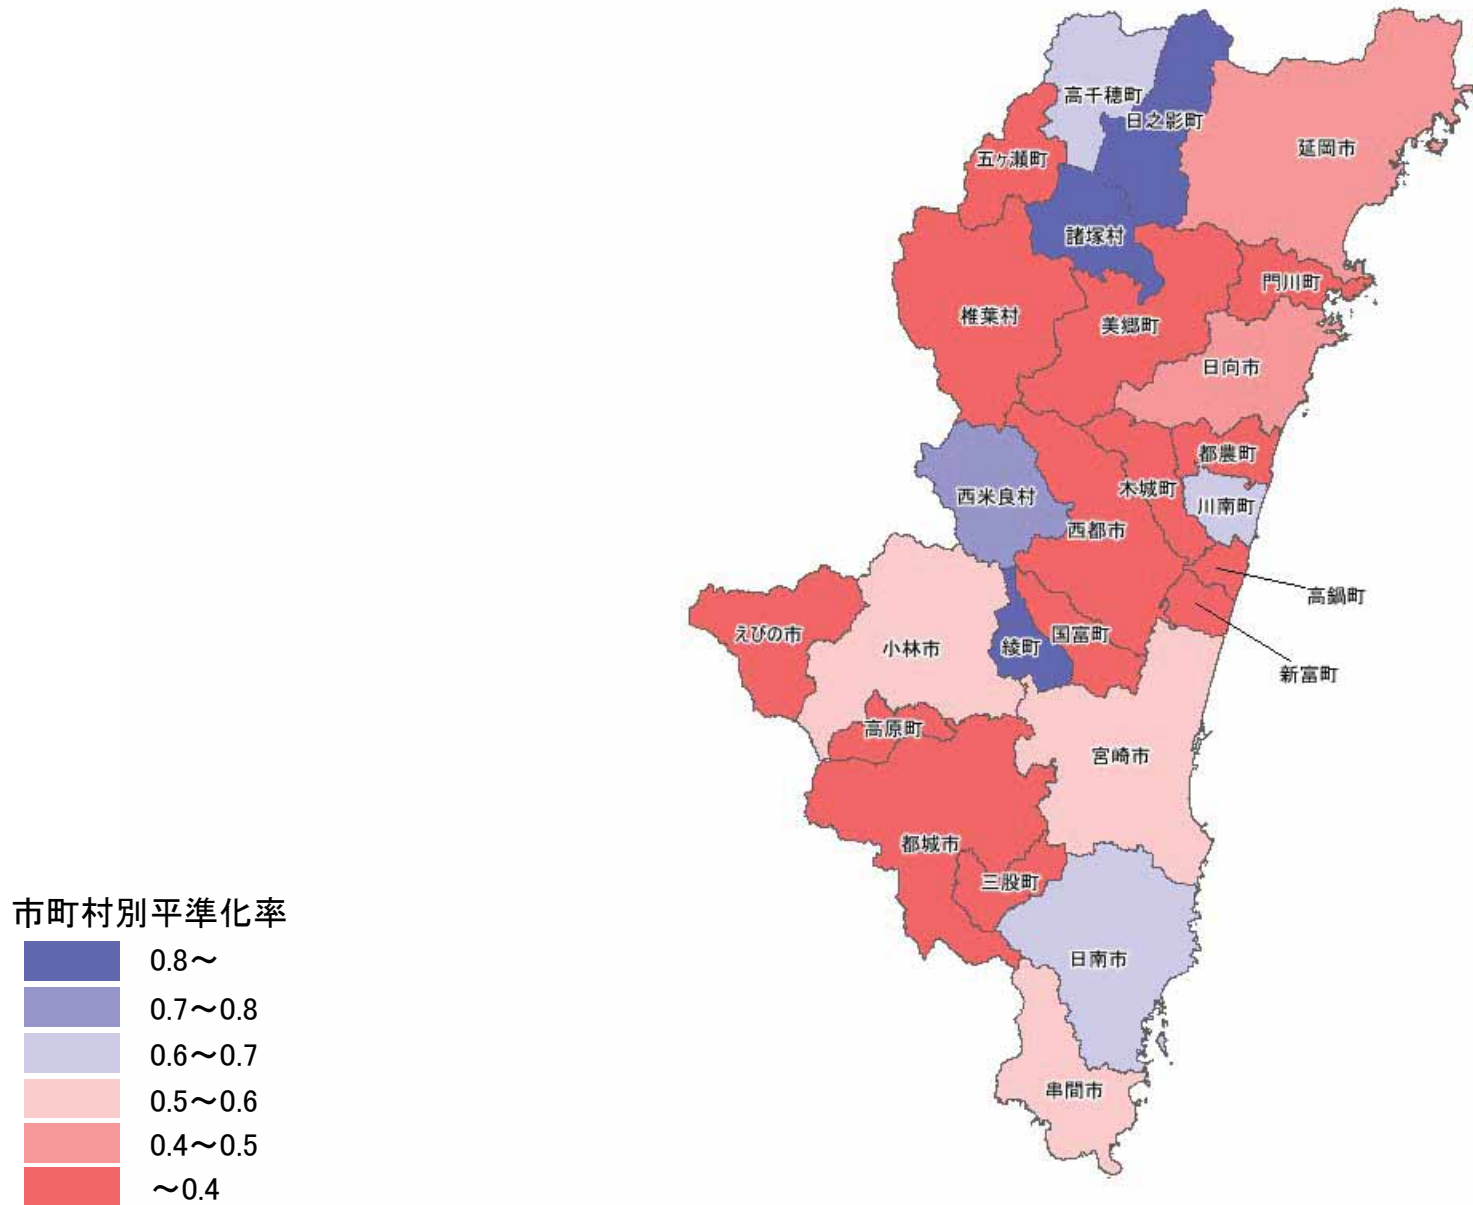 高千穂町
日之影町
延岡市
五ヶ瀬町
諸塚村
門川町
椎葉村
美郷町
日向市
都農町
木城町
西米良村
川南町
西都市
高鍋町
えびの市
国富町
小林市
綾町
新富町
高原町
宮崎市
都城市
三股町
日南市
串間市
市町村別平準化率
0.8～
0.7～0.8
0.6～0.7
0.5～0.6
0.4～0.5
～0.4